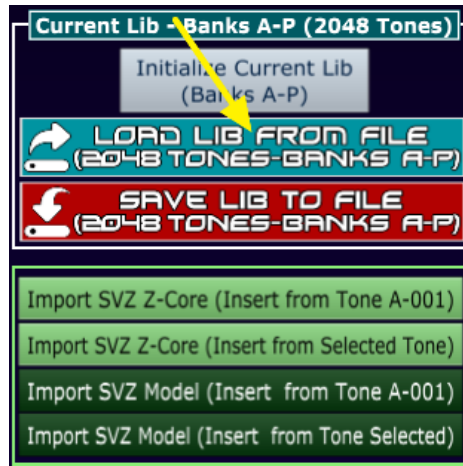 Current Lib - Banks A-P (2048 Tones)
Initialize Current Lib
(Banks A-P)
LOAD LIB FROM FILE
(2048 TONES-BANKS A-P)
SAVE LIB TO FILE
(2048 TONES-BANKS A-P)
Import SVZ Z-Core (Insert from Tone A-001)
Import SVZ Z-Core (Insert from Selected Tone)
Import SVZ Model (Insert  from Tone A-001)
Import SVZ Model (Insert  from Tone Selected)